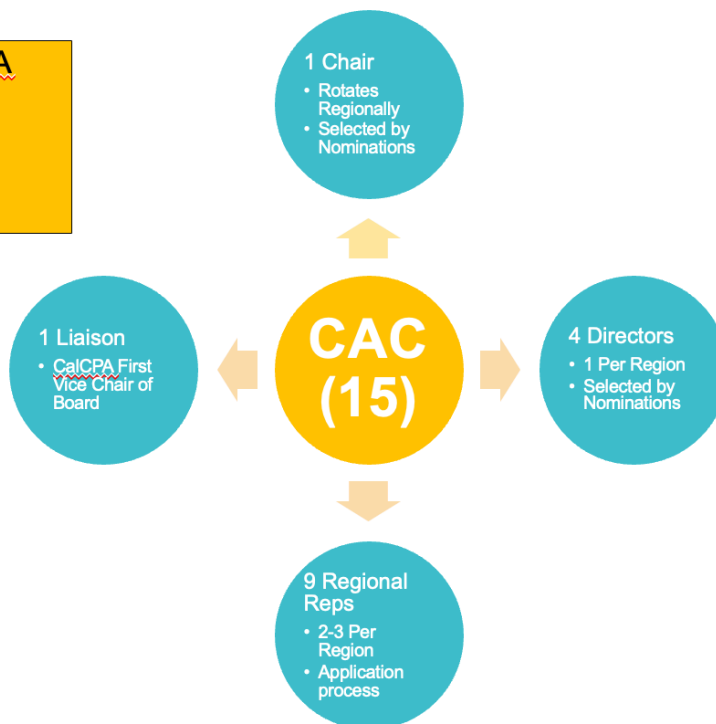 A
1 Chair
• Rotates
Regionally
• Selected by
Nominations
1 Liaison
• CalCPA First
Vice Chair of
Board
CAC
(15)
4 Directors
• 1 Per Region
• Selected by
Nominations
9 Regional
Reps
• 2-3 Per
Region
• Application
process